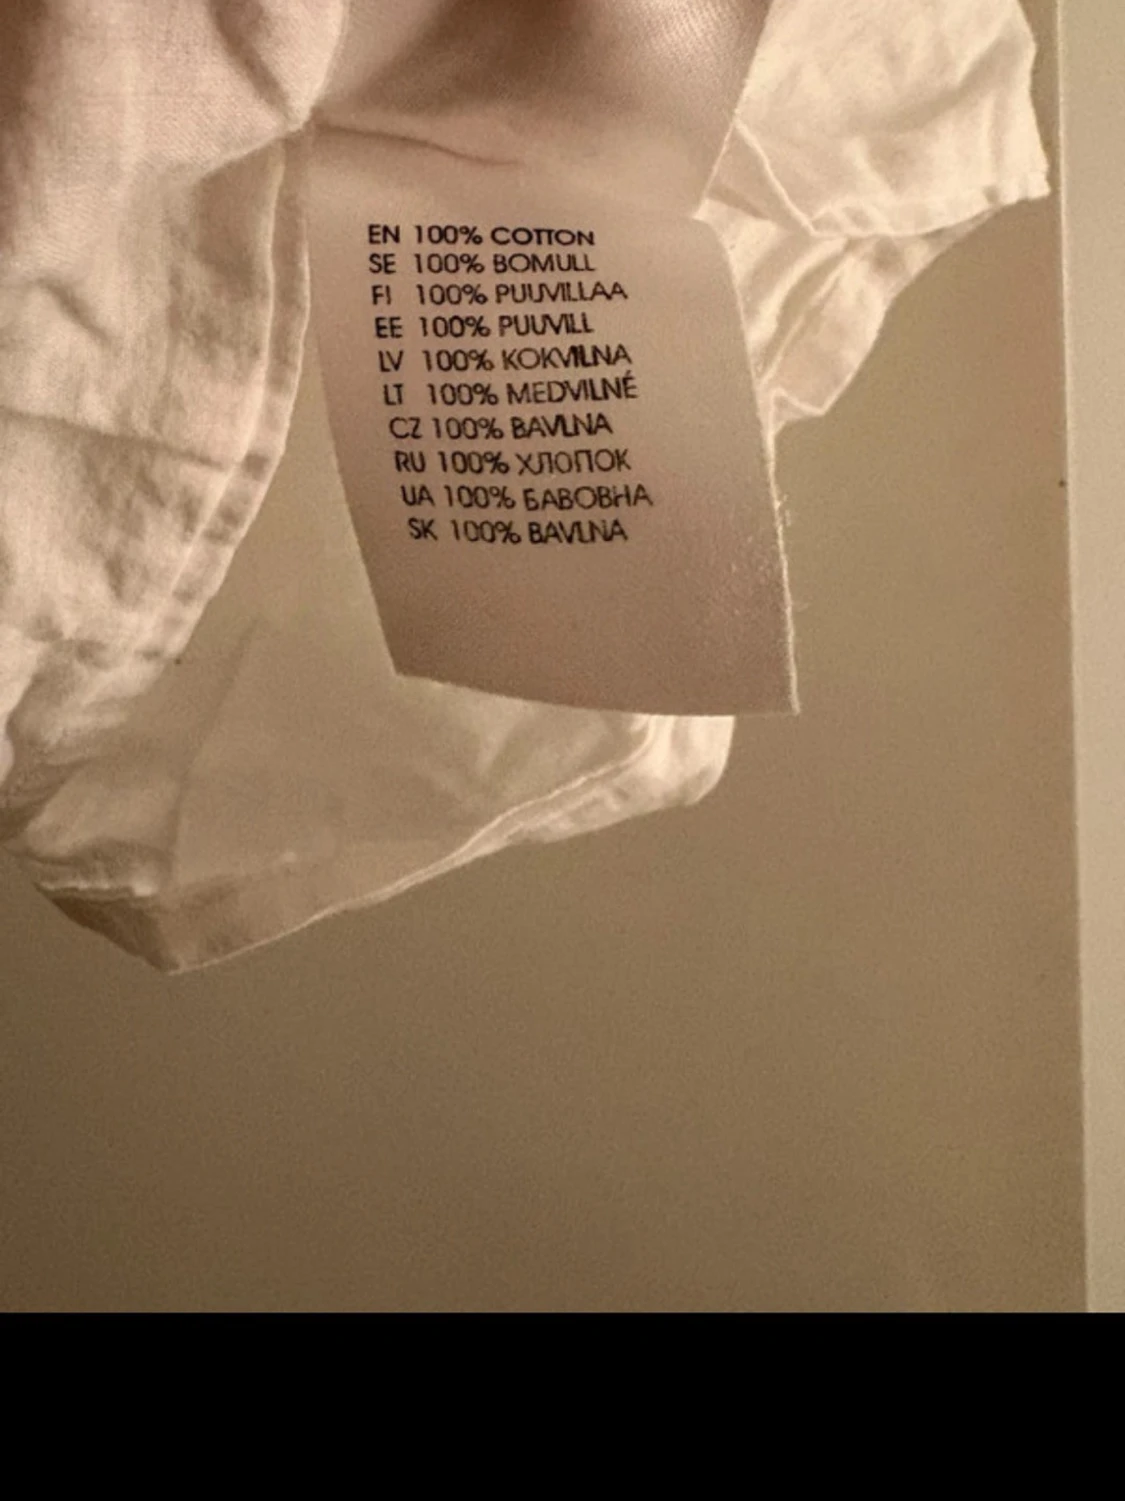 EN 100% COTTON
SE 100% BOMULL
FI 100% PUUVILLAA
EE 100% PUUVILL
LV 100% KOKVILNA
LT 100% MEDVILNÉ
CZ 100% BAVLNA
RU 100% ХЛОПОК
UA 100% БАВОВНА
SK 100% BAVLNA